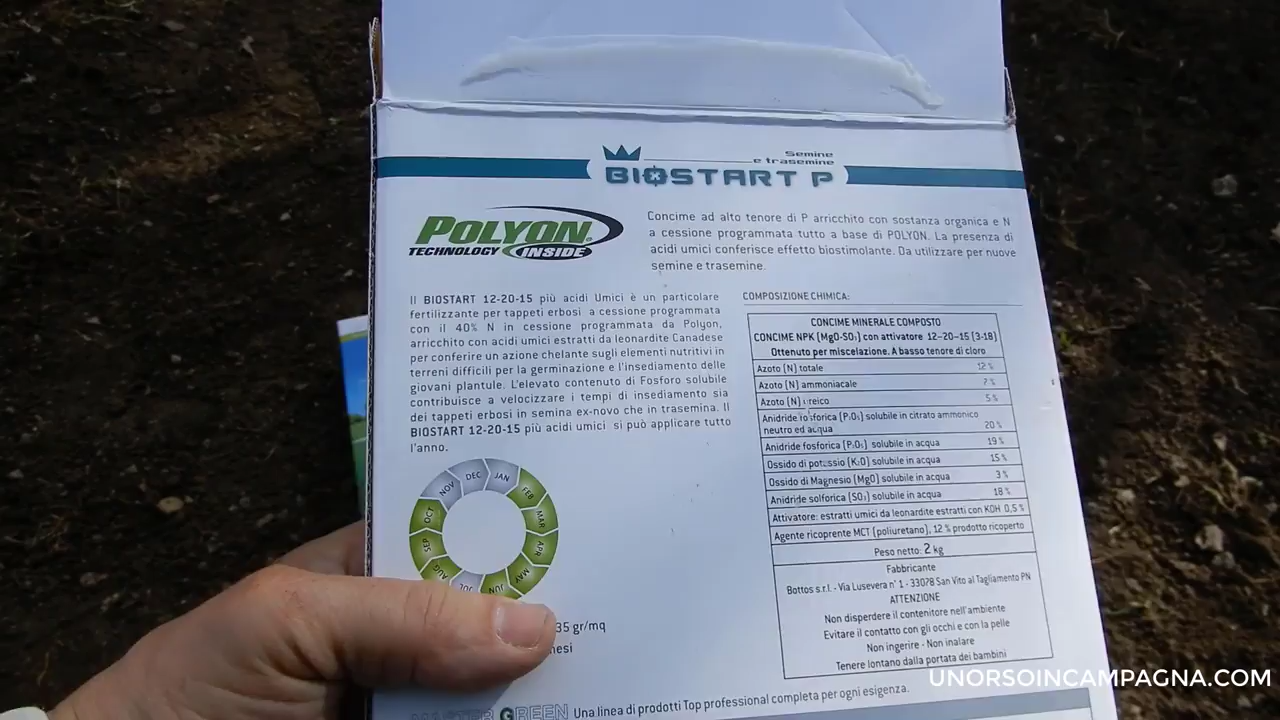 Semine
e trasemine
BIOSTART P
POLYON®
TECHNOLOGY INSIDE
Concime ad alto tenore di P arricchito con sostanza organica e N
a cessione programmata tutto a base di POLYON. La presenza di
acidi umici conferisce effetto biostimolante. Da utilizzare per nuove
semine e trasemine.
Il BIOSTART 12-20-15 più acidi Umici è un particolare
fertilizzante per tappeti erbosi a cessione programmata
con il 40% N in cessione programmata da Polyon,
arricchito con acidi umici estratti da leonardite Canadese
per conferire un azione chelante sugli elementi nutritivi in
terreni difficili per la germinazione e l'insediamento delle
giovani plantule. L'elevato contenuto di Fosforo solubile
contribuisce a velocizzare i tempi di insediamento sia
dei tappeti erbosi in semina ex-novo che in trasemina. Il
BIOSTART 12-20-15 più acidi umici si può applicare tutto
l'anno.
JAN
FEB
MAR
APR
MAY
JUN
AUG
SEP
OCT
NOV
DEC
35 gr/mq
COMPOSIZIONE CHIMICA:
CONCIME MINERALE COMPOSTO
CONCIME NPK (MgO-SO₃) con attivatore 12-20-15 (3-18)
Ottenuto per miscelazione. A basso tenore di cloro
Azoto (N) totale 12 %
Azoto (N) ammoniacale 7 %
Azoto (N) ureico 5 %
Anidride fosforica (P₂O₅) solubile in citrato ammonico
neutro ed acqua 20 %
Anidride fosforica (P₂O₅) solubile in acqua 19 %
Ossido di potassio (K₂O) solubile in acqua 15 %
Ossido di Magnesio (MgO) solubile in acqua 3 %
Anidride solforica (SO₃) solubile in acqua 18 %
Attivatore: estratti umici da leonardite estratti con KOH 0,5 %
Agente ricoprente MCT (poliuretano), 12 % prodotto ricoperto
Peso netto: 2 kg
Fabbricante
Bottos s.r.l. - Via Lusevera n° 1 - 33078 San Vito al Tagliamento PN
ATTENZIONE
Non disperdere il contenitore nell'ambiente
Evitare il contatto con gli occhi e con la pelle
Non ingerire - Non inalare
Tenere lontano dalla portata dei bambini
MASTER GREEN Una linea di prodotti Top professional completa per ogni esigenza.
UNORSOINCAMPAGNA.COM